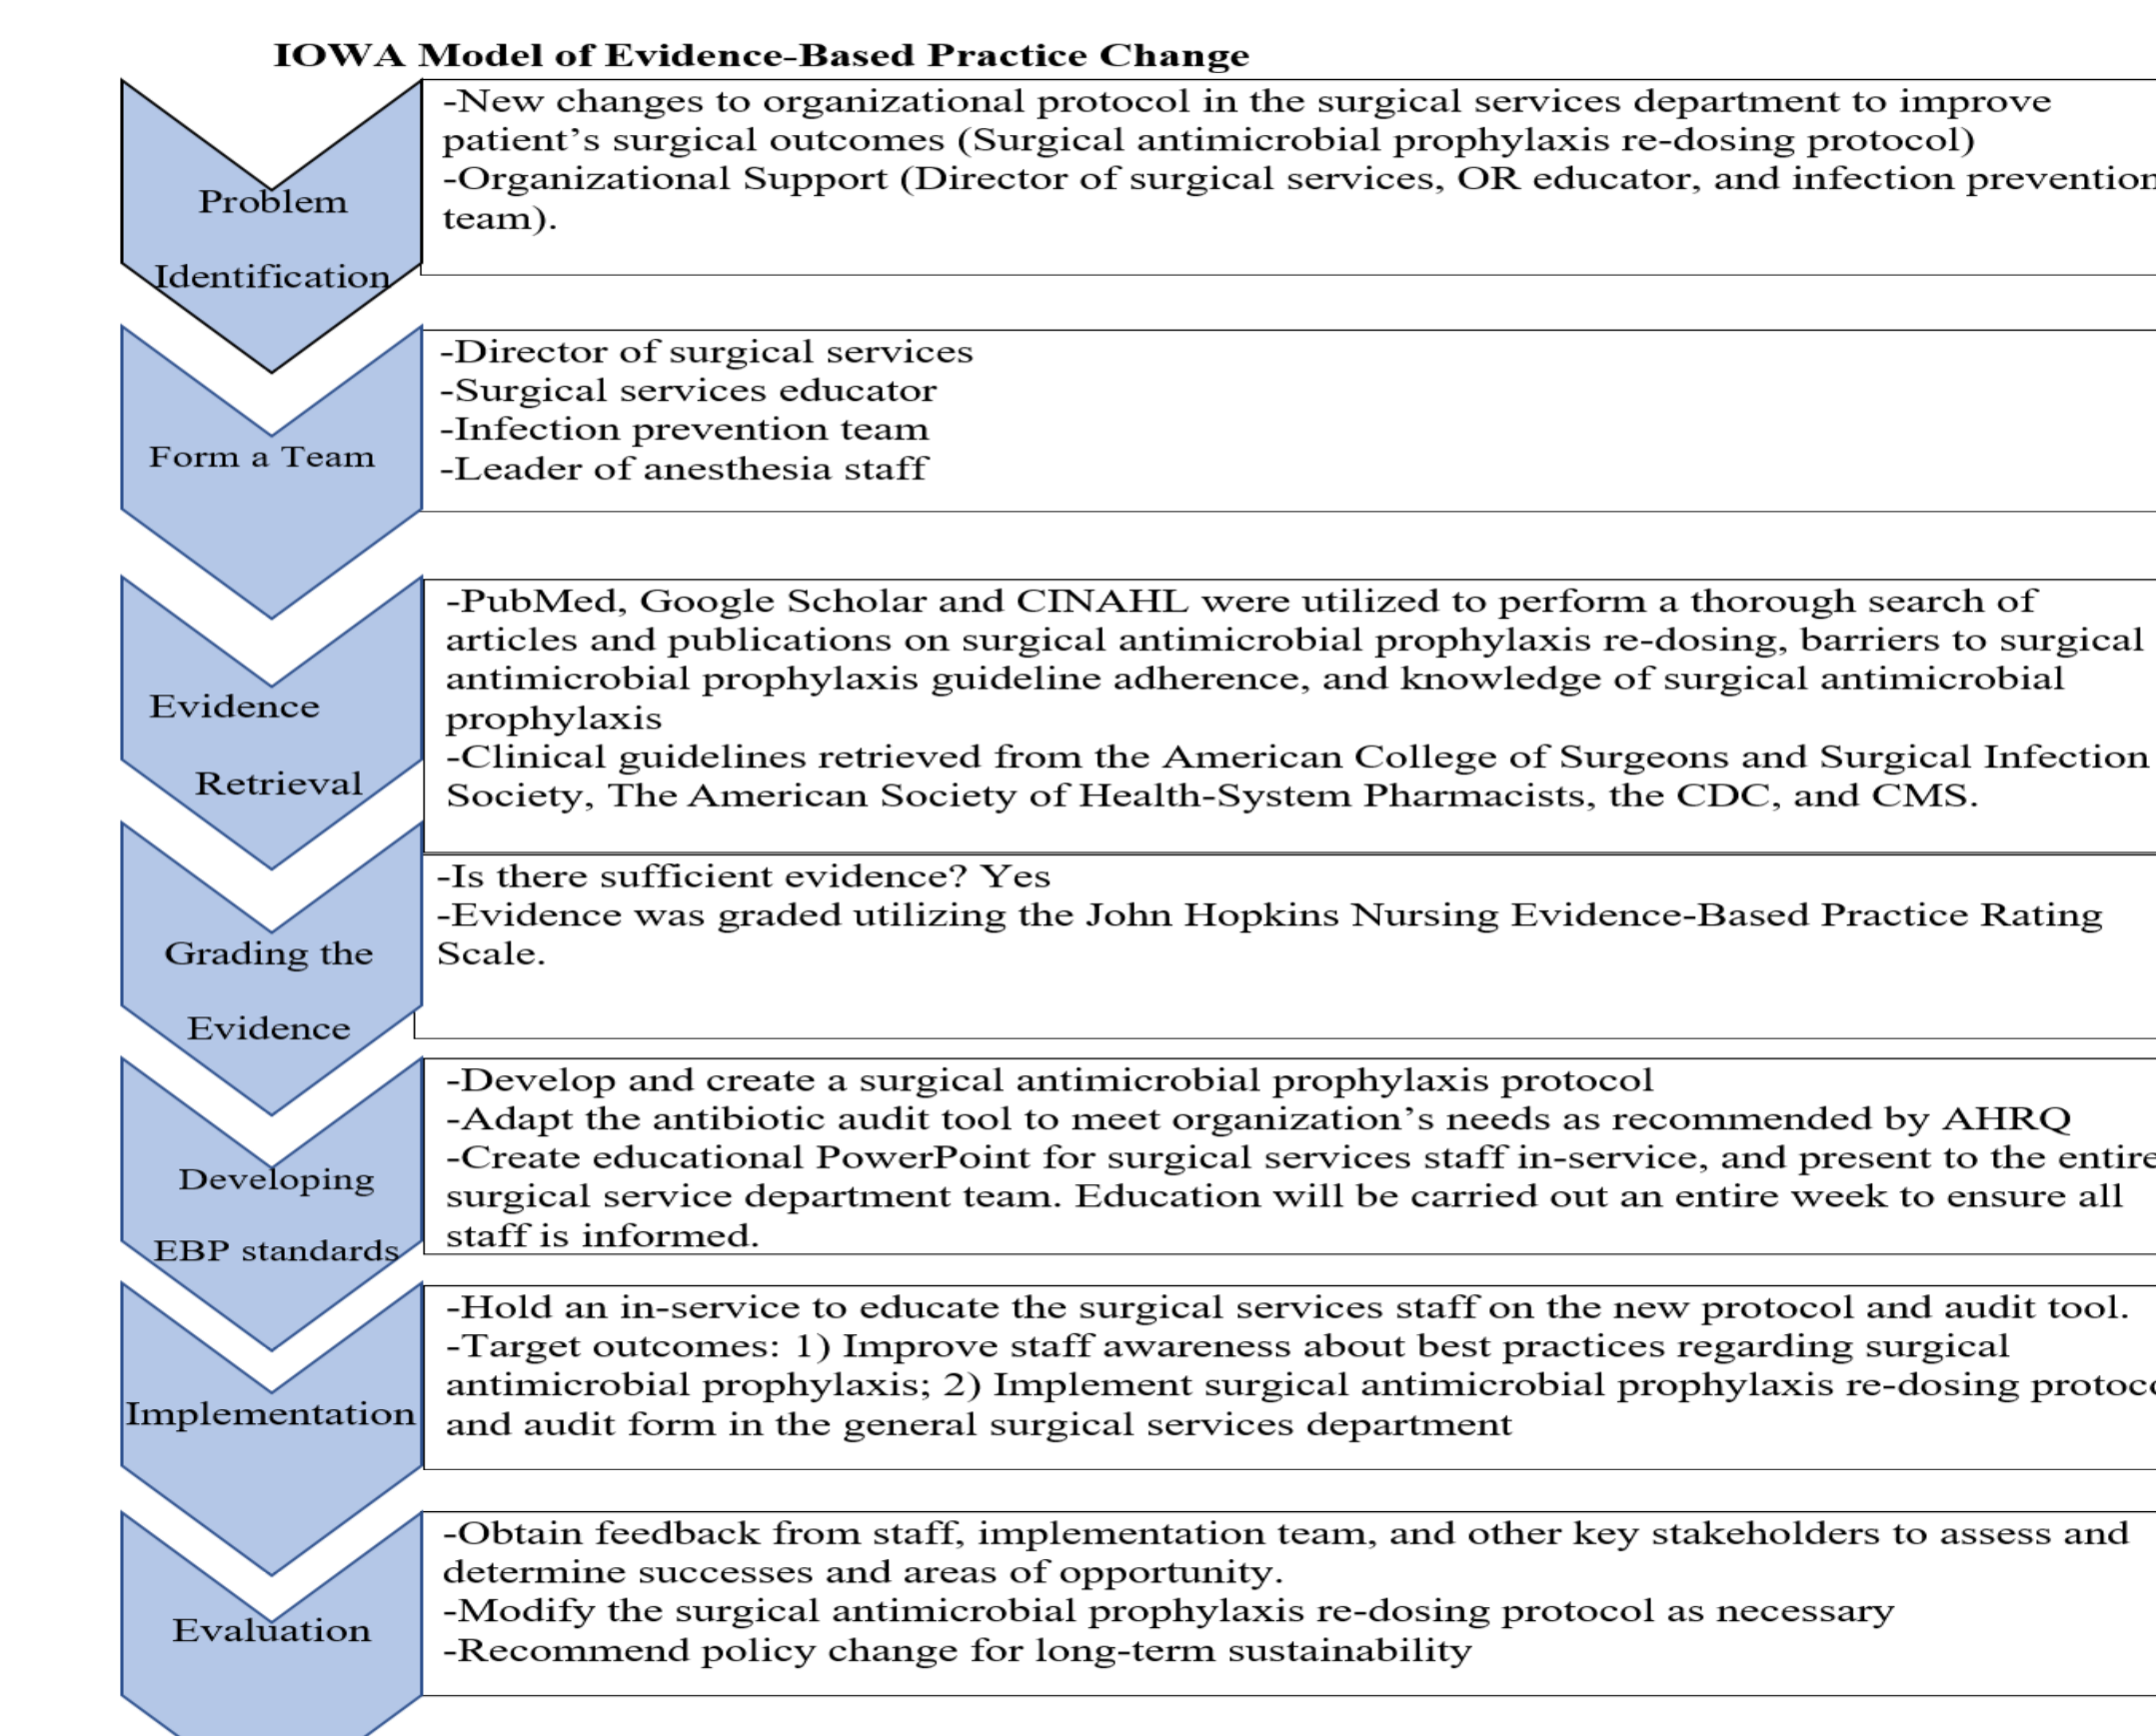 IOWA Model of Evidence-Based Practice Change
Problem
Identification
-New changes to organizational protocol in the surgical services department to improve
patient’s surgical outcomes (Surgical antimicrobial prophylaxis re-dosing protocol)
-Organizational Support (Director of surgical services, OR educator, and infection prevention
team).
Form a Team
-Director of surgical services
-Surgical services educator
-Infection prevention team
-Leader of anesthesia staff
Evidence
Retrieval
-PubMed, Google Scholar and CINAHL were utilized to perform a thorough search of
articles and publications on surgical antimicrobial prophylaxis re-dosing, barriers to surgical
antimicrobial prophylaxis guideline adherence, and knowledge of surgical antimicrobial
prophylaxis
-Clinical guidelines retrieved from the American College of Surgeons and Surgical Infection
Society, The American Society of Health-System Pharmacists, the CDC, and CMS.
Grading the
Evidence
-Is there sufficient evidence? Yes
-Evidence was graded utilizing the John Hopkins Nursing Evidence-Based Practice Rating
Scale.
Developing
EBP standards
-Develop and create a surgical antimicrobial prophylaxis protocol
-Adapt the antibiotic audit tool to meet organization’s needs as recommended by AHRQ
-Create educational PowerPoint for surgical services staff in-service, and present to the entire
surgical service department team. Education will be carried out an entire week to ensure all
staff is informed.
Implementation
-Hold an in-service to educate the surgical services staff on the new protocol and audit tool.
-Target outcomes: 1) Improve staff awareness about best practices regarding surgical
antimicrobial prophylaxis; 2) Implement surgical antimicrobial prophylaxis re-dosing
and audit form in the general surgical services department
Evaluation
-Obtain feedback from staff, implementation team, and other key stakeholders to assess and
determine successes and areas of opportunity.
-Modify the surgical antimicrobial prophylaxis re-dosing protocol as necessary
-Recommend policy change for long-term sustainability